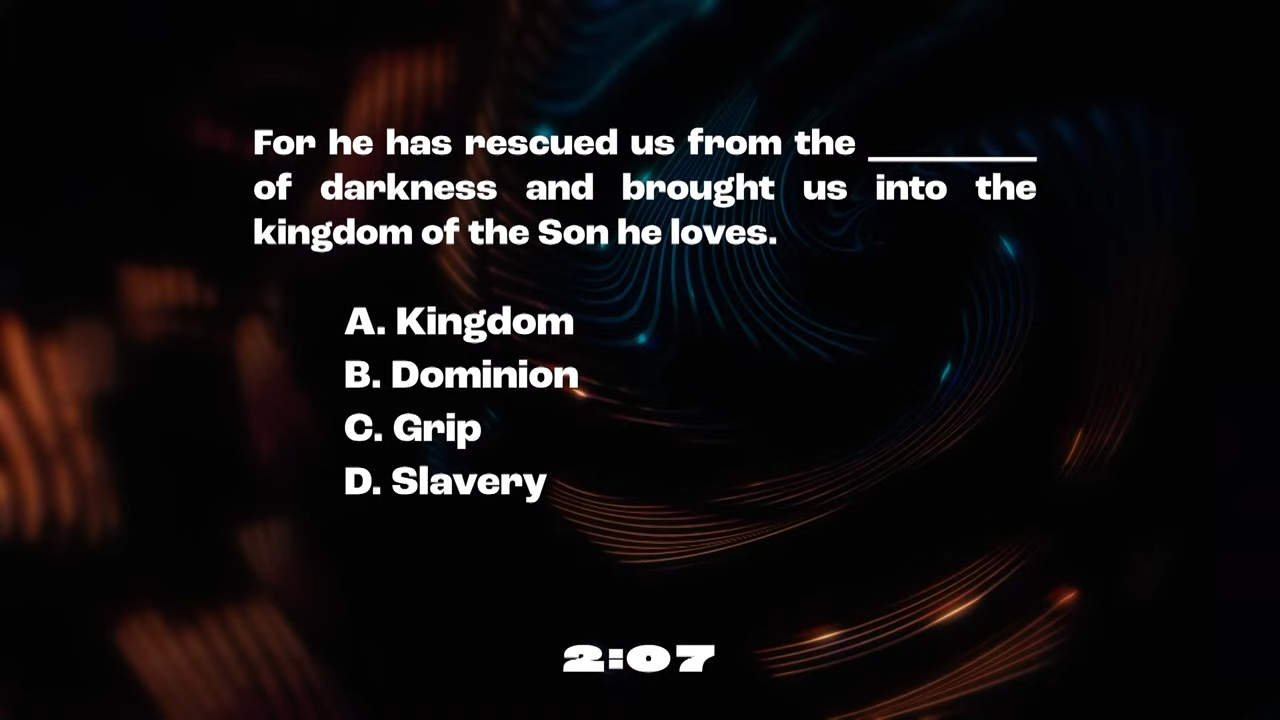 For he has rescued us from the __________
of darkness and brought us into the
kingdom of the Son he loves.
A. Kingdom
B. Dominion
C. Grip
D. Slavery
2:07